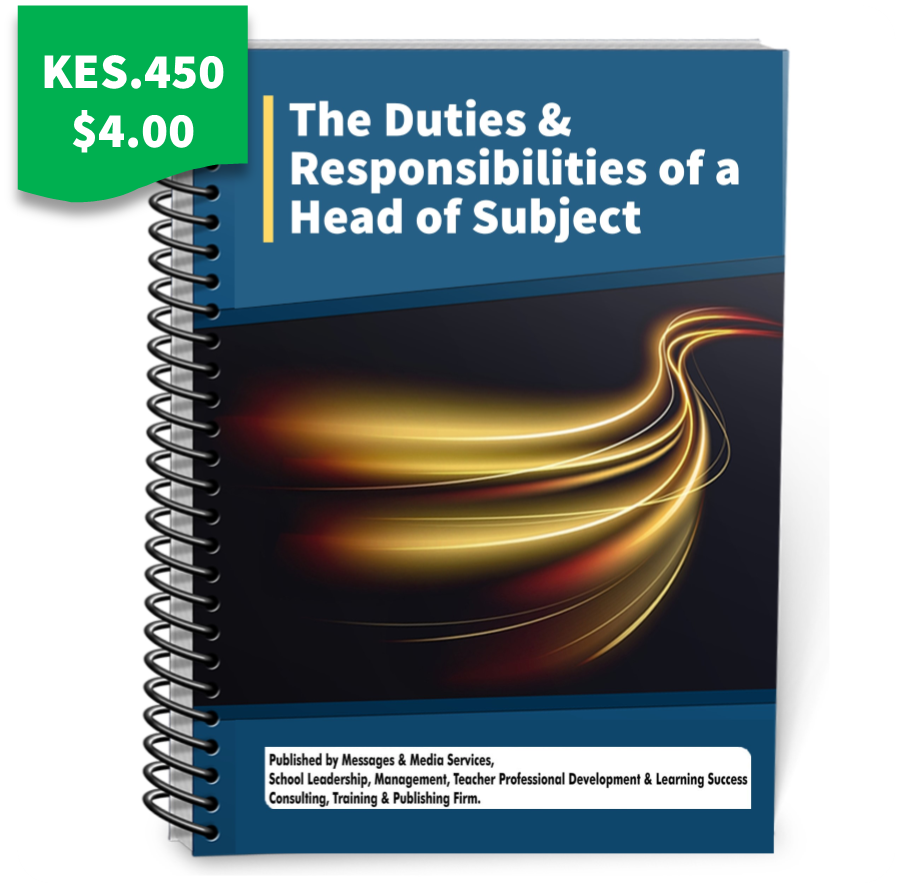 KES.450
$4.00
The Duties &
Responsibilities of a
Head of Subject
Published by Messages & Media Services,
School Leadership, Management, Teacher Professional Development & Learning Success
Consulting, Training & Publishing Firm.